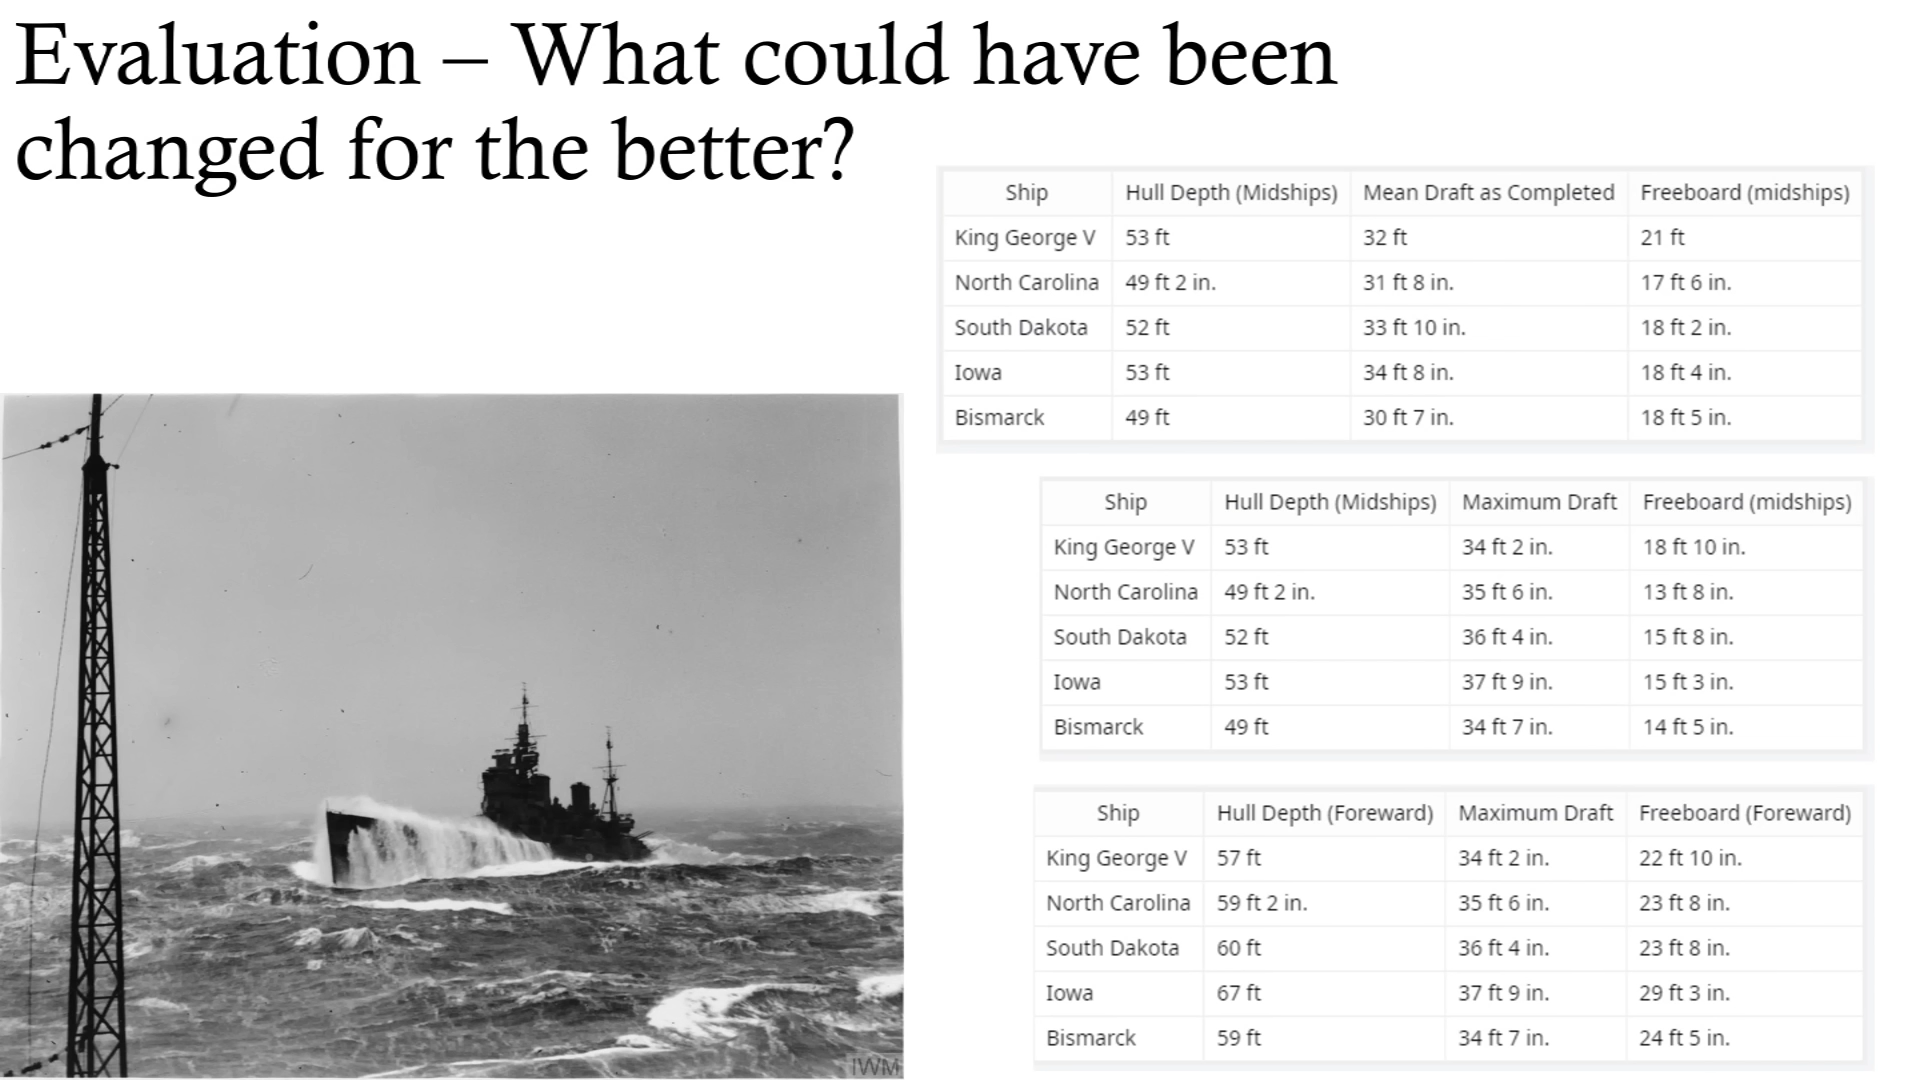 Evaluation – What could have been
changed for the better?
Ship Hull Depth (Midships) Mean Draft as Completed Freeboard (midships)
King George V 53 ft 32 ft 21 ft
North Carolina 49 ft 2 in. 31 ft 8 in. 17 ft 6 in.
South Dakota 52 ft 33 ft 10 in. 18 ft 2 in.
Iowa 53 ft 34 ft 8 in. 18 ft 4 in.
Bismarck 49 ft 30 ft 7 in. 18 ft 5 in.
Ship Hull Depth (Midships) Maximum Draft Freeboard (midships)
King George V 53 ft 34 ft 2 in. 18 ft 10 in.
North Carolina 49 ft 2 in. 35 ft 6 in. 13 ft 8 in.
South Dakota 52 ft 36 ft 4 in. 15 ft 8 in.
Iowa 53 ft 37 ft 9 in. 15 ft 3 in.
Bismarck 49 ft 34 ft 7 in. 14 ft 5 in.
Ship Hull Depth (Foreward) Maximum Draft Freeboard (Foreward)
King George V 57 ft 34 ft 2 in. 22 ft 10 in.
North Carolina 59 ft 2 in. 35 ft 6 in. 23 ft 8 in.
South Dakota 60 ft 36 ft 4 in. 23 ft 8 in.
Iowa 67 ft 37 ft 9 in. 29 ft 3 in.
Bismarck 59 ft 34 ft 7 in. 24 ft 5 in.
IWM